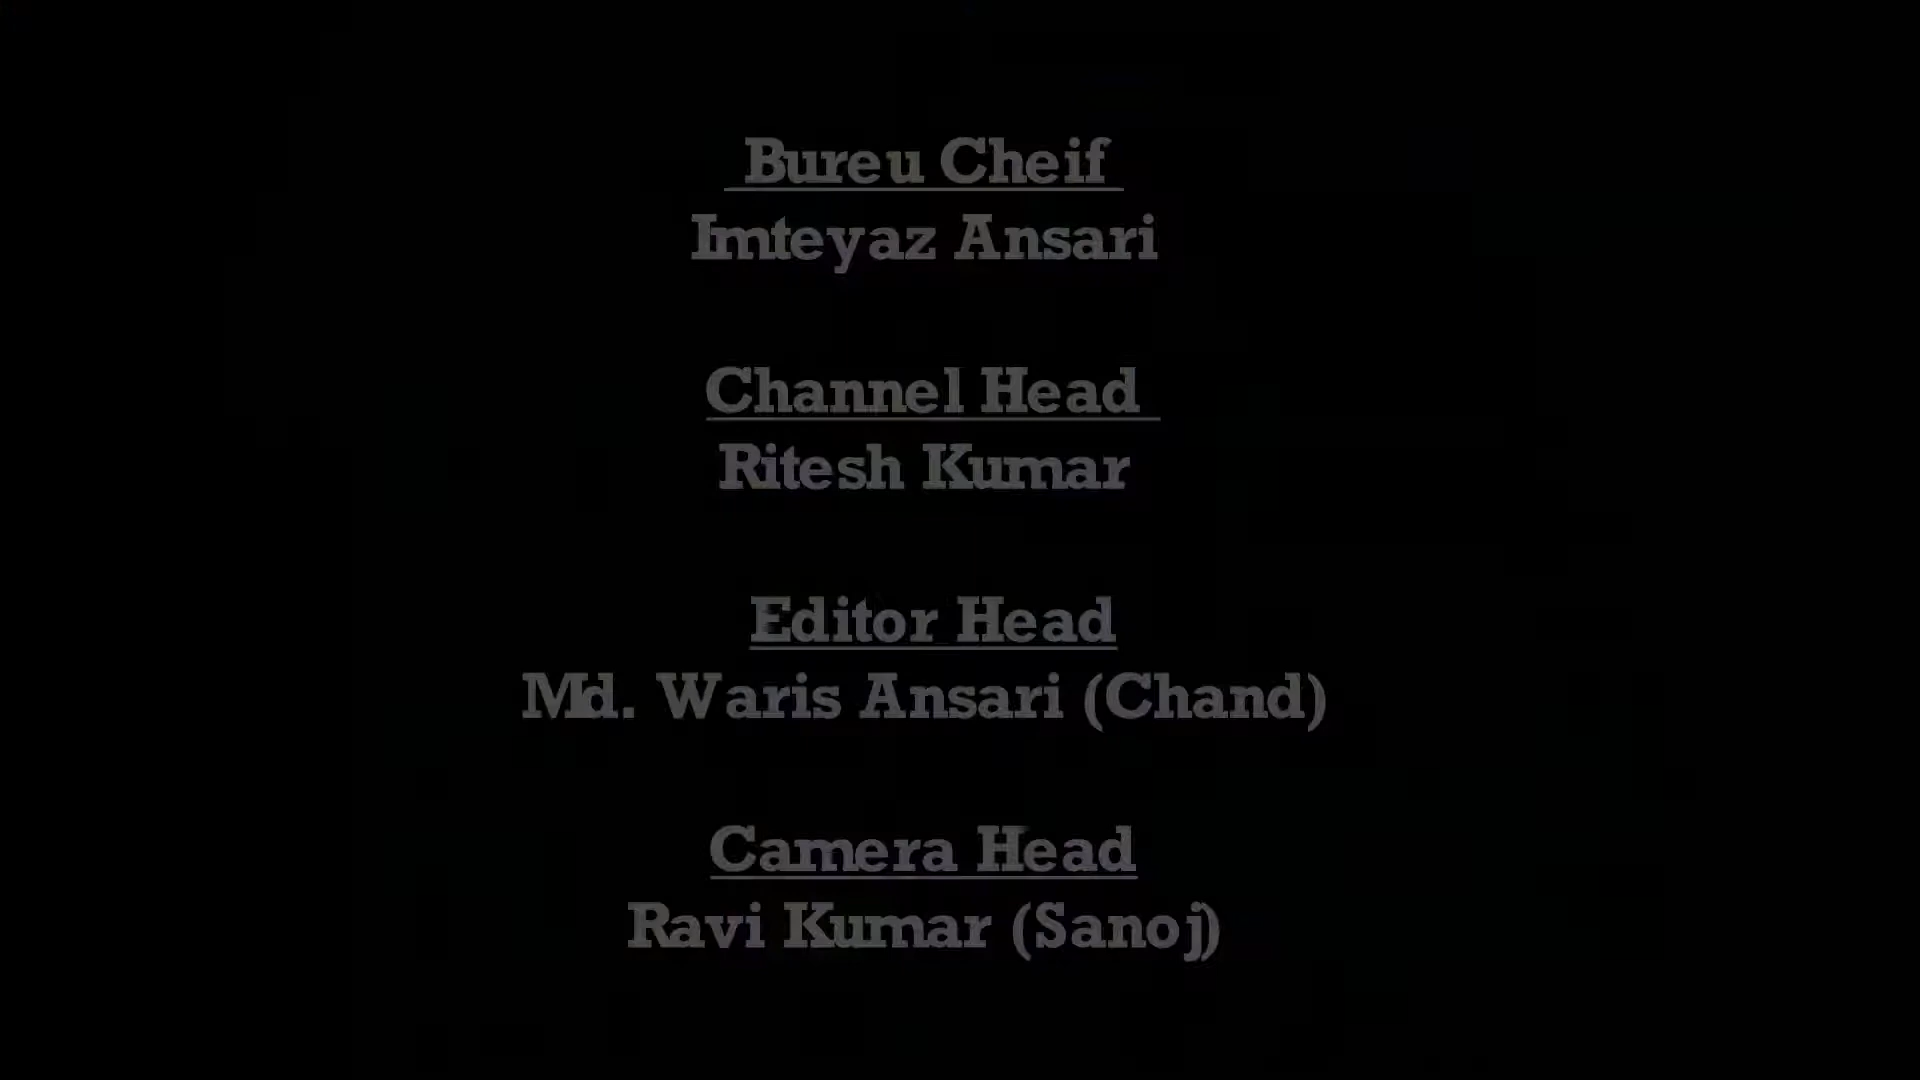 Bureu Cheif
Imteyaz Ansari
Channel Head
Ritesh Kumar
Editor Head
Md. Waris Ansari (Chand)
Camera Head
Ravi Kumar (Sanoj)